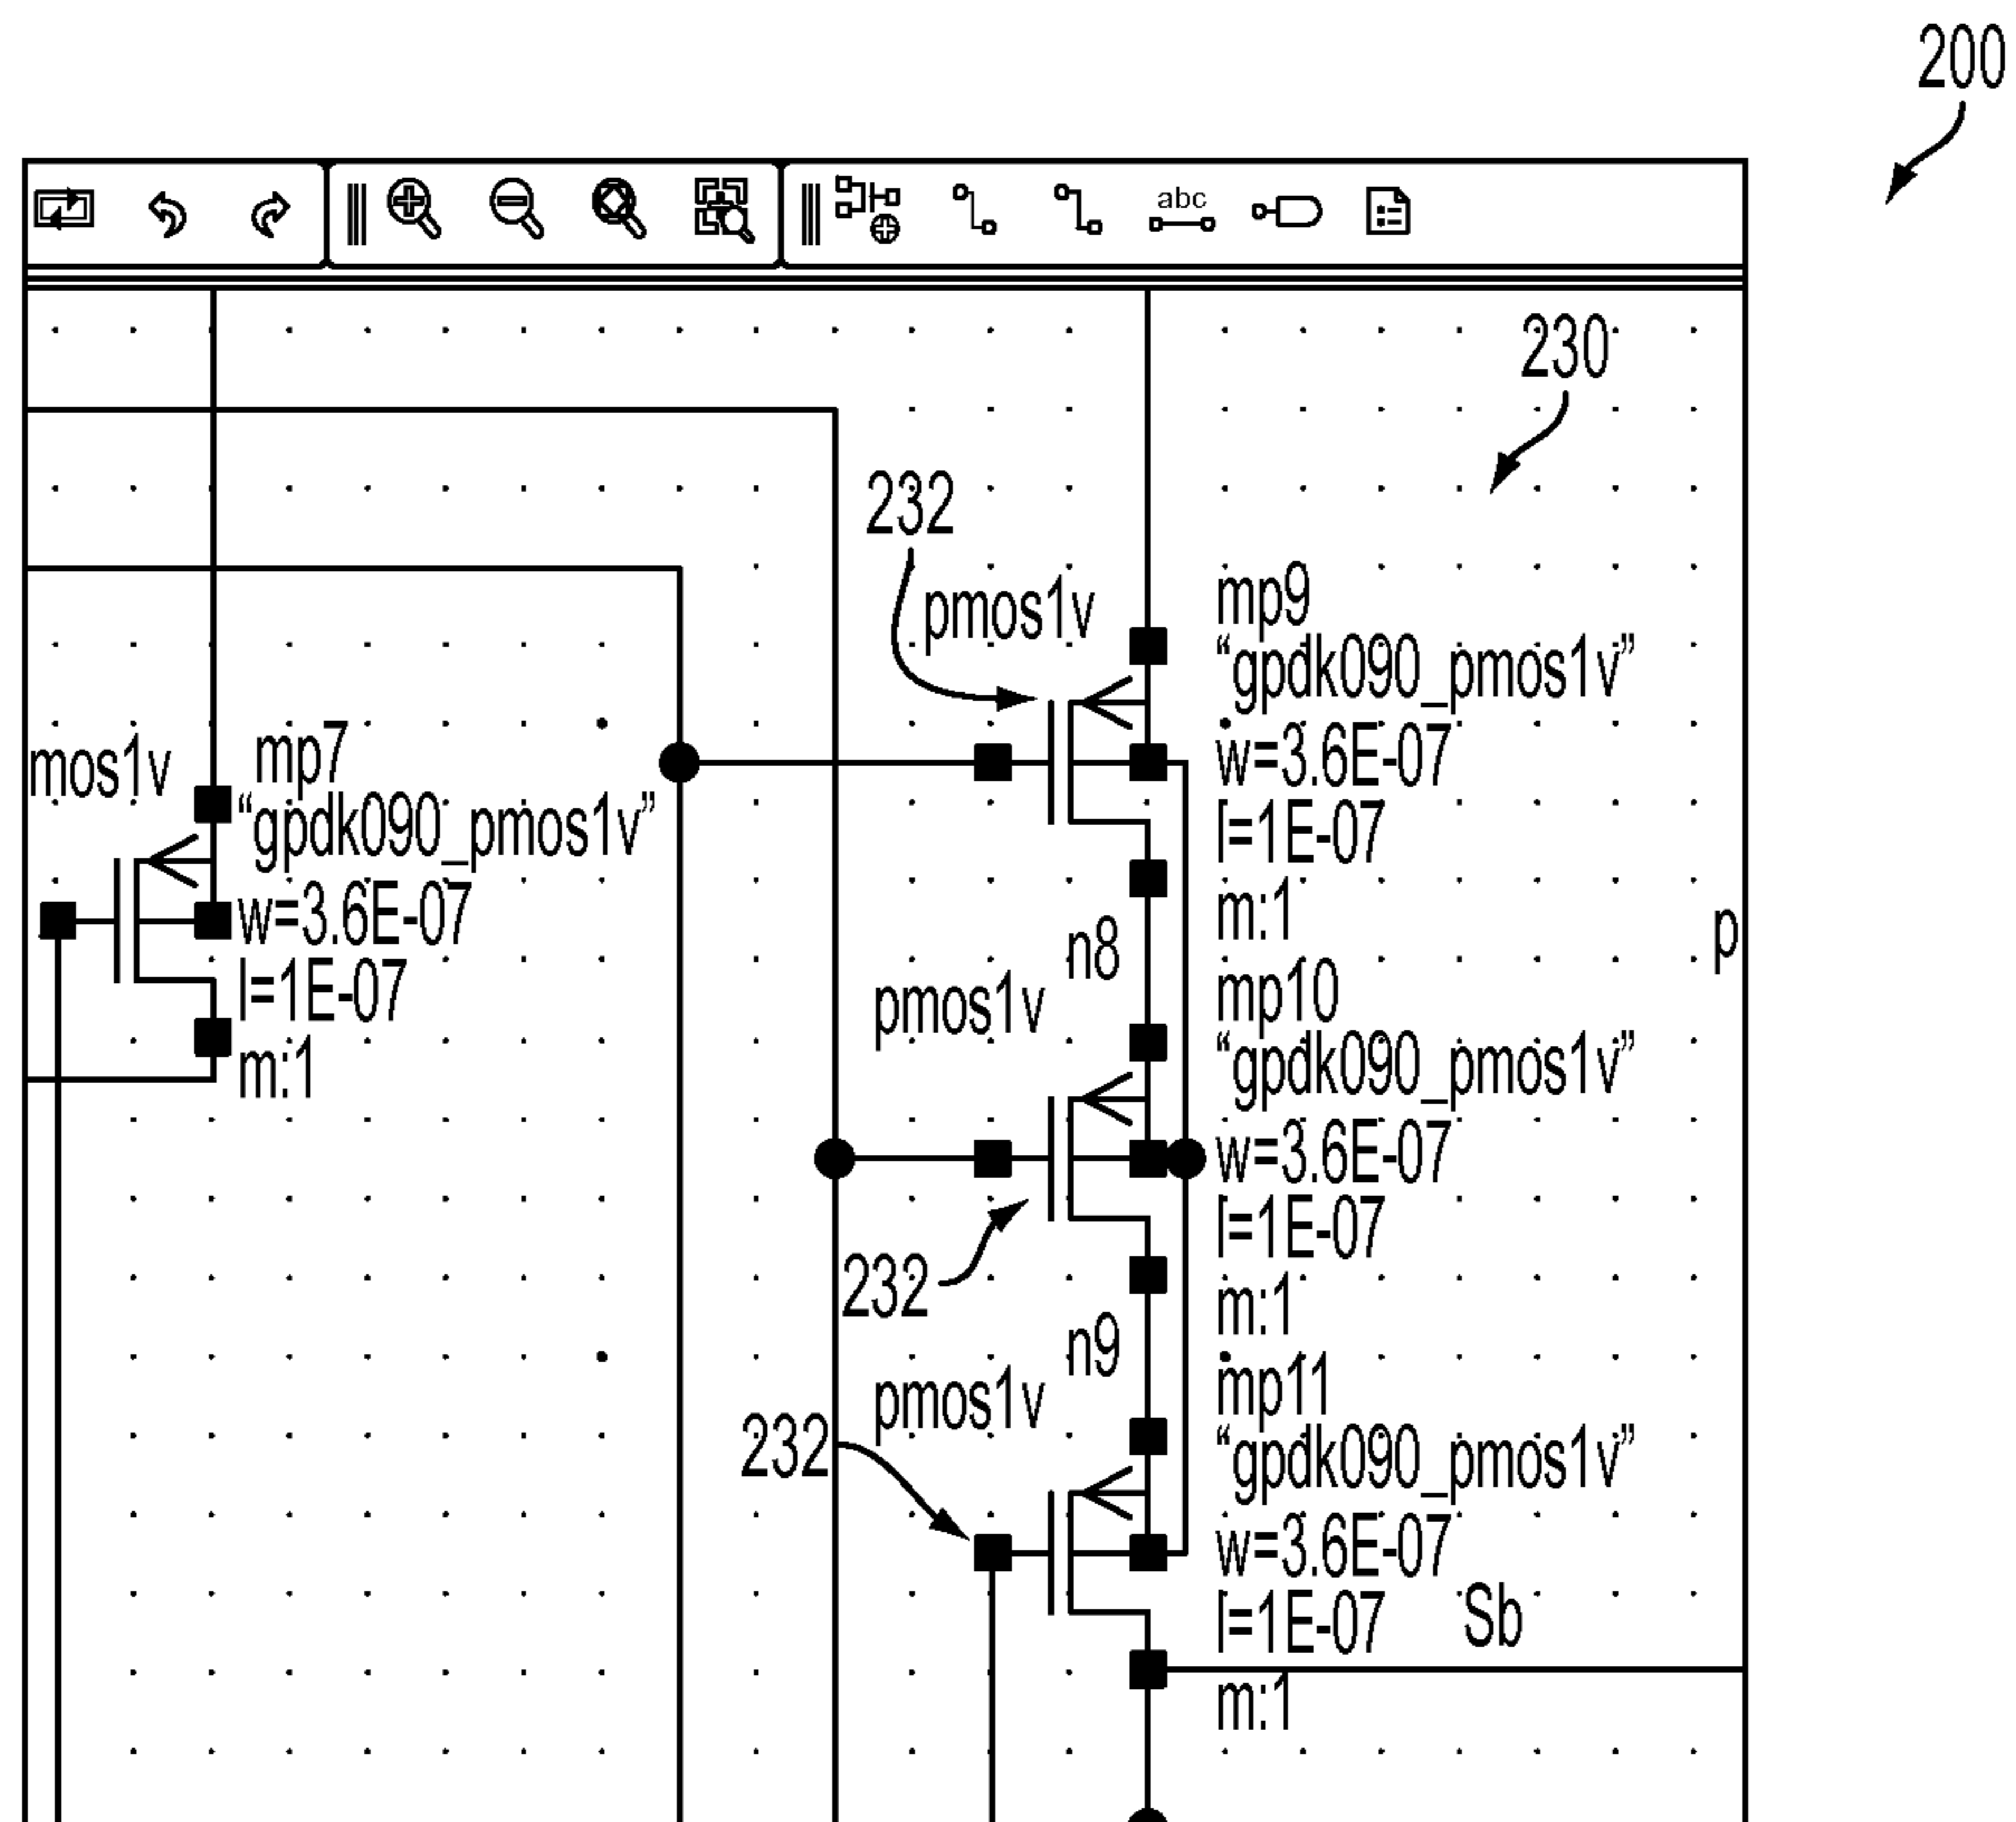 200
abc
230
232
pmos1v
mp9
“gpdk090_pmos1v”
w=3.6E-07
l=1E-07
m:1
mos1v
mp7
“gpdk090_pmos1v”
w=3.6E-07
l=1E-07
m:1
n8
p
pmos1v
mp10
“gpdk090_pmos1v”
w=3.6E-07
l=1E-07
m:1
232
n9
pmos1v
mp11
“gpdk090_pmos1v”
w=3.6E-07
l=1E-07
m:1
232
Sb